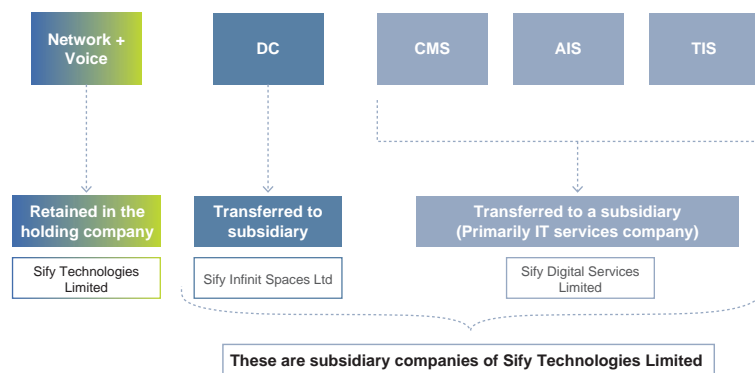 Network +
Voice
DC
CMS
AIS
TIS
Retained in the
holding company
Transferred to
subsidiary
Transferred to a subsidiary
(Primarily IT services company)
Sify Technologies
Limited
Sify Infinit Spaces Ltd
Sify Digital Services
Limited
These are subsidiary companies of Sify Technologies Limited